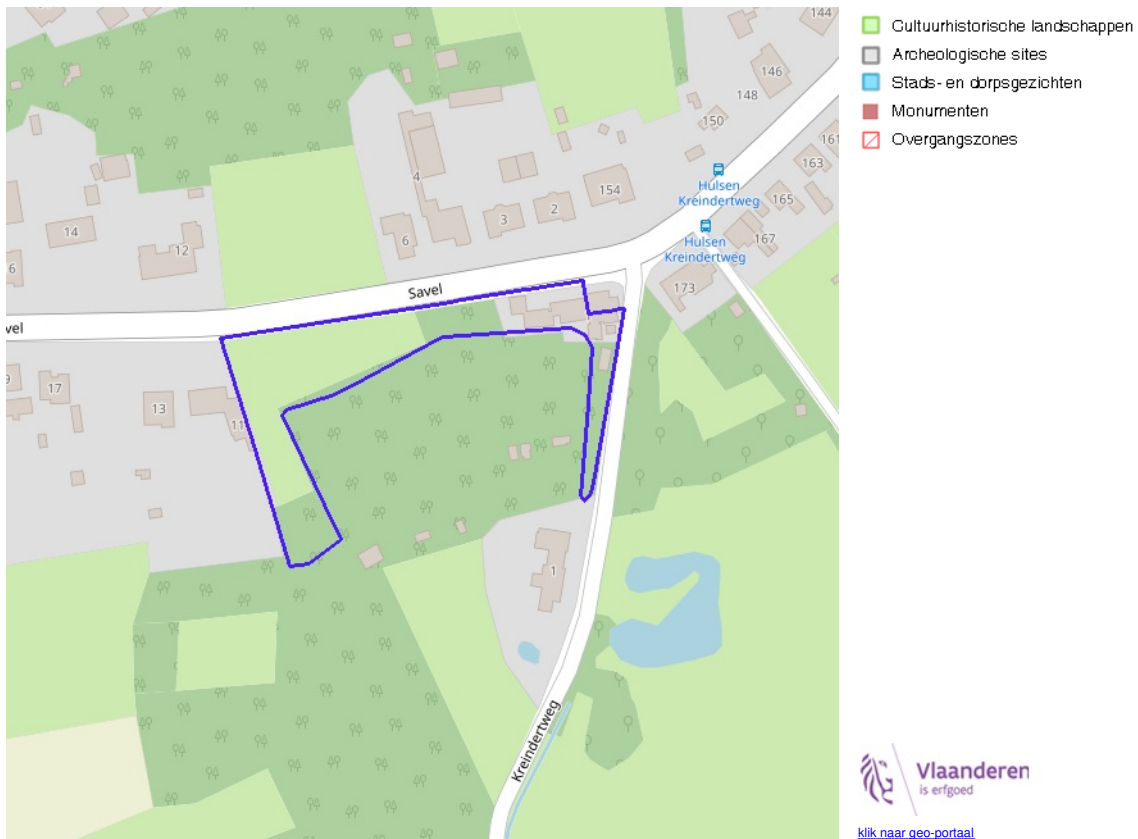 144
146
148
150
161
163
165
167
154
4
3
2
6
14
12
6
Hulsen
Kreindertweg
Hulsen
Kreindertweg
173
Savel
vel
9
17
13
11
1
Kreindertweg
Cultuurhistorische landschappen
Archeologische sites
Stads- en dorpsgezichten
Monumenten
Overgangszones
Vlaanderen
is erfgoed
klik naar geo-portaal